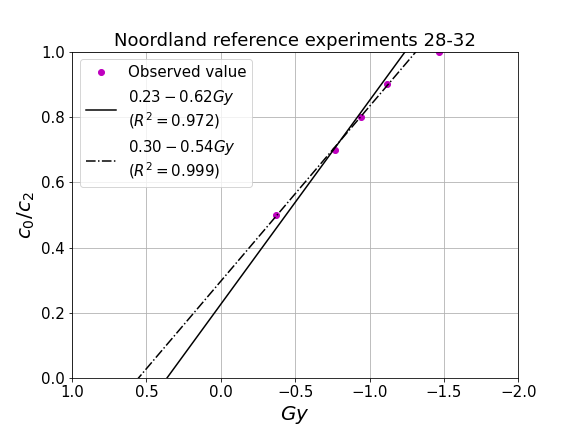 Noordland reference experiments 28-32
Observed value
0.23 − 0.62Gy
(R² = 0.972)
0.30 − 0.54Gy
(R² = 0.999)
c₀/c₂
1.0
0.8
0.6
0.4
0.2
0.0
1.0 0.5 0.0 −0.5 −1.0 −1.5 −2.0
Gy